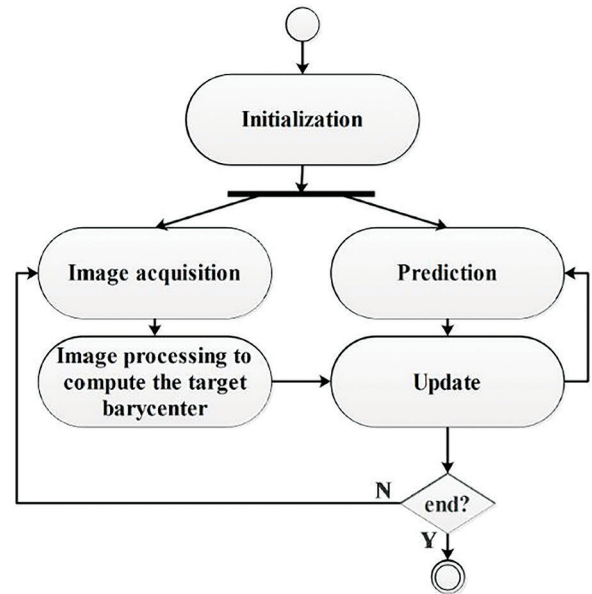 Initialization
Image acquisition
Prediction
Image processing to
compute the target
barycenter
Update
end?
N
Y